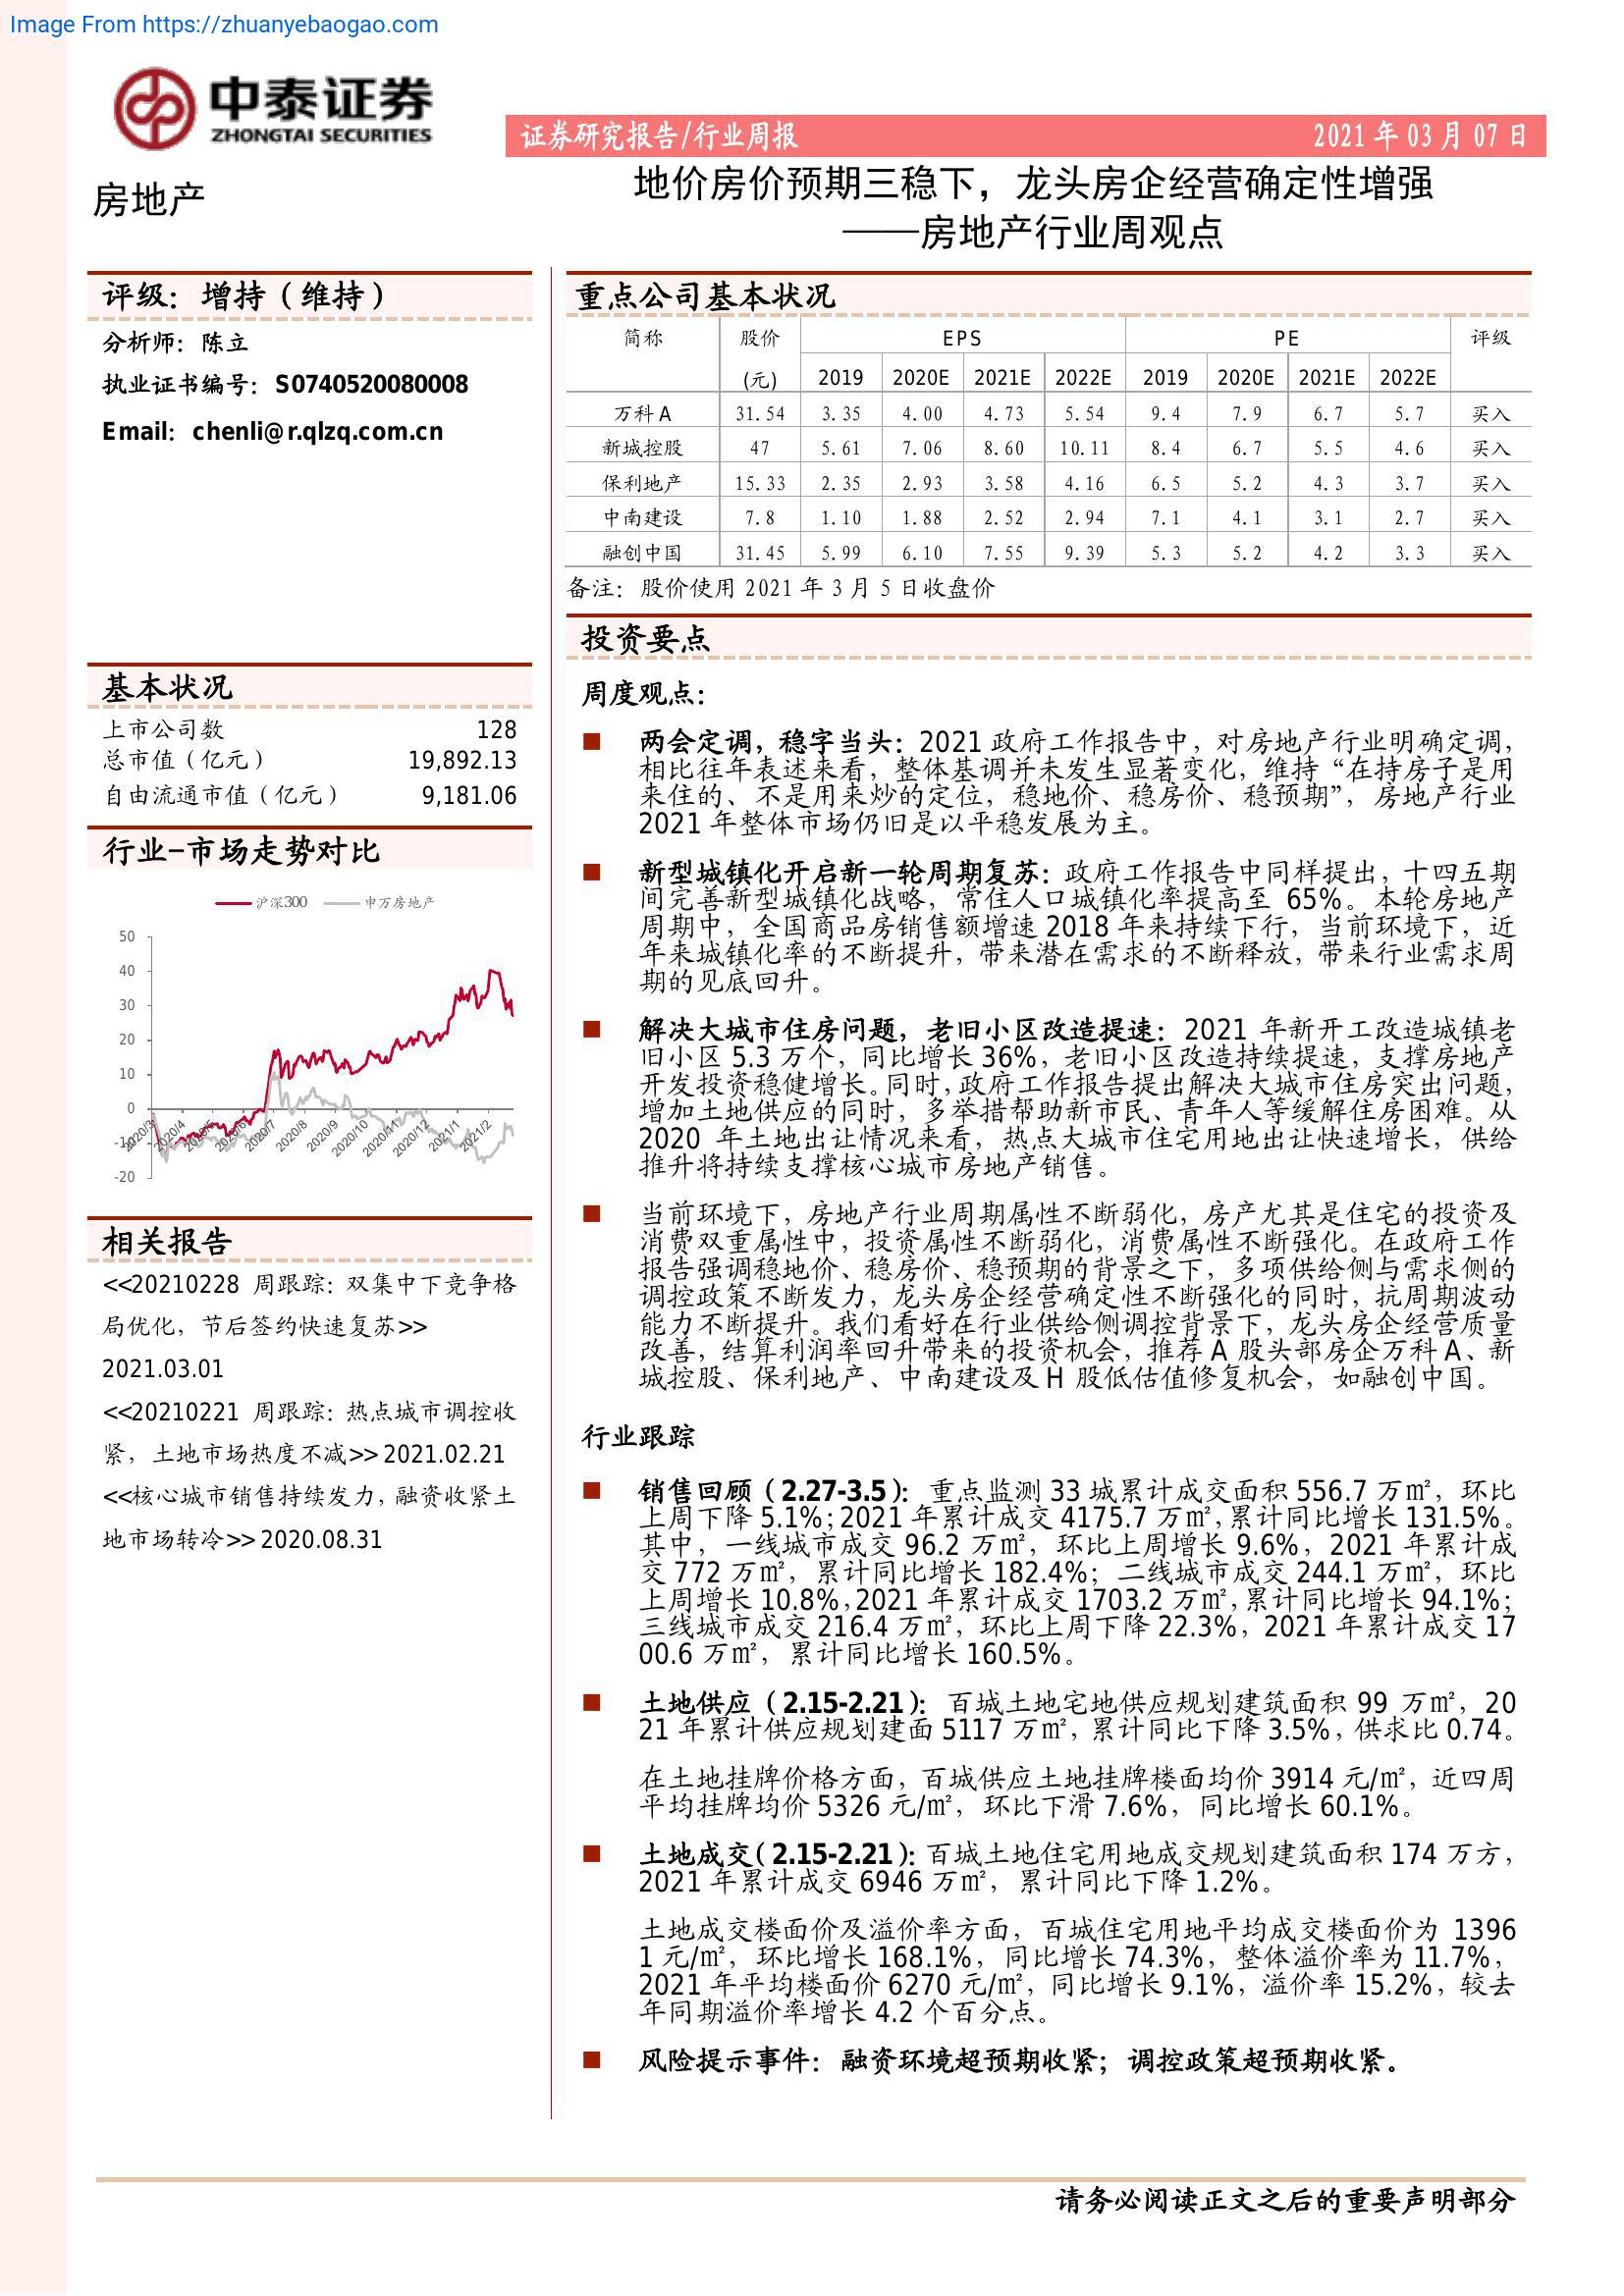 Image From https://zhuanyebaogao.com
中泰证券
ZHONGTAI SECURITIES
证券研究报告/行业周报 2021 年 03 月 07 日
房地产
地价房价预期三稳下，龙头房企经营确定性增强
——房地产行业周观点
评级：增持（维持）
分析师：陈立
执业证书编号：S0740520080008
Email：chenli@r.qlzq.com.cn
基本状况
上市公司数 128
总市值（亿元） 19,892.13
自由流通市值（亿元） 9,181.06
行业-市场走势对比
沪深300 申万房地产
50
40
30
20
10
0
-10
-20
2020/3 2020/4 2020/5 2020/6 2020/7 2020/8 2020/9 2020/10 2020/11 2020/12 2021/1 2021/2
相关报告
<<20210228 周跟踪：双集中下竞争格
局优化，节后签约快速复苏>>
2021.03.01
<<20210221 周跟踪：热点城市调控收
紧，土地市场热度不减>> 2021.02.21
<<核心城市销售持续发力，融资收紧土
地市场转冷>> 2020.08.31
重点公司基本状况
简称 股价 EPS PE 评级
(元) 2019 2020E 2021E 2022E 2019 2020E 2021E 2022E
万科 A 31.54 3.35 4.00 4.73 5.54 9.4 7.9 6.7 5.7 买入
新城控股 47 5.61 7.06 8.60 10.11 8.4 6.7 5.5 4.6 买入
保利地产 15.33 2.35 2.93 3.58 4.16 6.5 5.2 4.3 3.7 买入
中南建设 7.8 1.10 1.88 2.52 2.94 7.1 4.1 3.1 2.7 买入
融创中国 31.45 5.99 6.10 7.55 9.39 5.3 5.2 4.2 3.3 买入
备注：股价使用 2021 年 3 月 5 日收盘价
投资要点
周度观点：
■ 两会定调，稳字当头：2021 政府工作报告中，对房地产行业明确定调，
相比往年表述来看，整体基调并未发生显著变化，维持“在持房子是用
来住的、不是用来炒的定位，稳地价、稳房价、稳预期”，房地产行业
2021 年整体市场仍旧是以平稳发展为主。
■ 新型城镇化开启新一轮周期复苏：政府工作报告中同样提出，十四五期
间完善新型城镇化战略，常住人口城镇化率提高至 65%。本轮房地产
周期中，全国商品房销售额增速 2018 年来持续下行，当前环境下，近
年来城镇化率的不断提升，带来潜在需求的不断释放，带来行业需求周
期的见底回升。
■ 解决大城市住房问题，老旧小区改造提速：2021 年新开工改造城镇老
旧小区 5.3 万个，同比增长 36%，老旧小区改造持续提速，支撑房地产
开发投资稳健增长。同时，政府工作报告提出解决大城市住房突出问题，
增加土地供应的同时，多举措帮助新市民、青年人等缓解住房困难。从
2020 年土地出让情况来看，热点大城市住宅用地出让快速增长，供给
推升将持续支撑核心城市房地产销售。
■ 当前环境下，房地产行业周期属性不断弱化，房产尤其是住宅的投资及
消费双重属性中，投资属性不断弱化，消费属性不断强化。在政府工作
报告强调稳地价、稳房价、稳预期的背景之下，多项供给侧与需求侧的
调控政策不断发力，龙头房企经营确定性不断强化的同时，抗周期波动
能力不断提升。我们看好在行业供给侧调控背景下，龙头房企经营质量
改善，结算利润率回升带来的投资机会，推荐 A 股头部房企万科 A、新
城控股、保利地产、中南建设及 H 股低估值修复机会，如融创中国。
行业跟踪
■ 销售回顾（2.27-3.5）：重点监测 33 城累计成交面积 556.7 万㎡，环比
上周下降 5.1%；2021 年累计成交 4175.7 万㎡，累计同比增长 131.5%。
其中，一线城市成交 96.2 万㎡，环比上周增长 9.6%，2021 年累计成
交 772 万㎡，累计同比增长 182.4%；二线城市成交 244.1 万㎡，环比
上周增长 10.8%，2021 年累计成交 1703.2 万㎡，累计同比增长 94.1%；
三线城市成交 216.4 万㎡，环比上周下降 22.3%，2021 年累计成交 17
00.6 万㎡，累计同比增长 160.5%。
■ 土地供应（2.15-2.21）：百城土地宅地供应规划建筑面积 99 万㎡，20
21 年累计供应规划建面 5117 万㎡，累计同比下降 3.5%，供求比 0.74。
在土地挂牌价格方面，百城供应土地挂牌楼面均价 3914 元/㎡，近四周
平均挂牌均价 5326 元/㎡，环比下滑 7.6%，同比增长 60.1%。
■ 土地成交（2.15-2.21）：百城土地住宅用地成交规划建筑面积 174 万方，
2021 年累计成交 6946 万㎡，累计同比下降 1.2%。
土地成交楼面价及溢价率方面，百城住宅用地平均成交楼面价为 1396
1 元/㎡，环比增长 168.1%，同比增长 74.3%，整体溢价率为 11.7%，
2021 年平均楼面价 6270 元/㎡，同比增长 9.1%，溢价率 15.2%，较去
年同期溢价率增长 4.2 个百分点。
■ 风险提示事件：融资环境超预期收紧；调控政策超预期收紧。
请务必阅读正文之后的重要声明部分